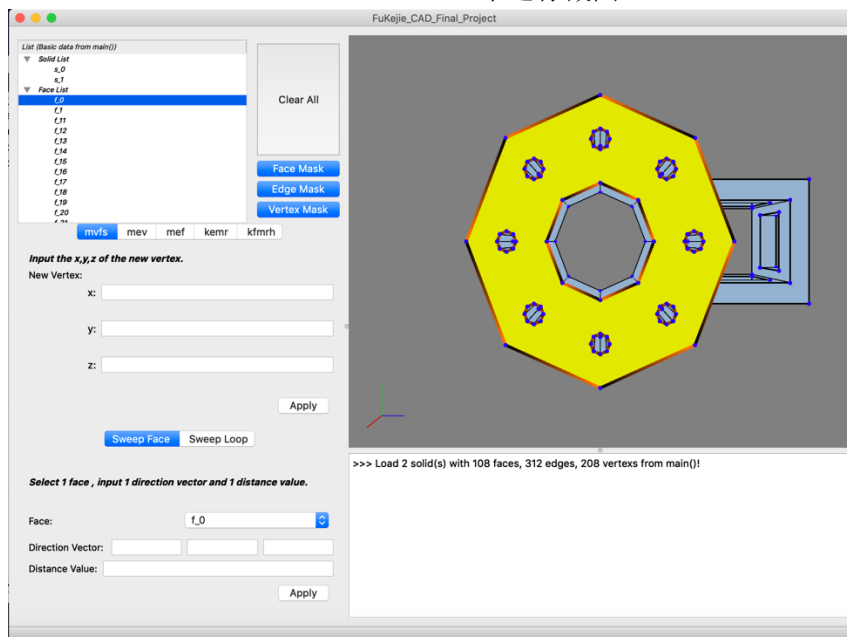 FuKejie_CAD_Final_Project
List (Basic data from main())
Solid List
s_0
s_1
Face List
f_0
f_1
f_11
f_12
f_13
f_14
f_15
f_16
f_17
f_18
f_19
f_20
Clear All
Face Mask
Edge Mask
Vertex Mask
mvfs mev mef kemr kfmrh
Input the x,y,z of the new vertex.
New Vertex:
x:
y:
z:
Apply
Sweep Face Sweep Loop
Select 1 face , input 1 direction vector and 1 distance value.
Face: f_0
Direction Vector:
Distance Value:
Apply
>>> Load 2 solid(s) with 108 faces, 312 edges, 208 vertexs from main()!